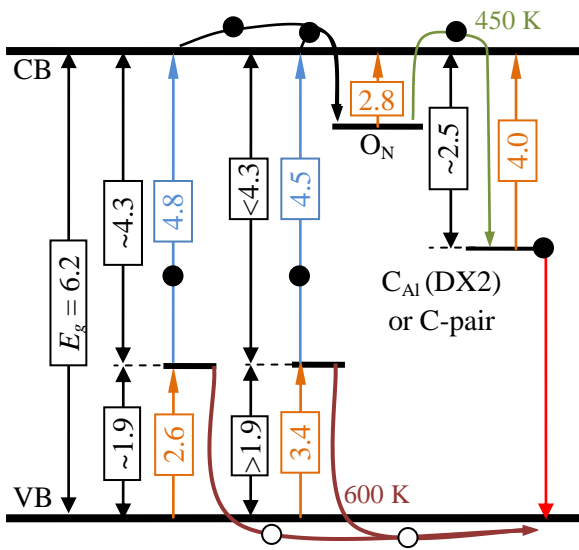 450 K
CB
2.8
O_N
E_g = 6.2
~4.3
4.8
<4.3
4.5
~2.5
4.0
C_Al (DX2)
or C-pair
~1.9
2.6
>1.9
3.4
600 K
VB